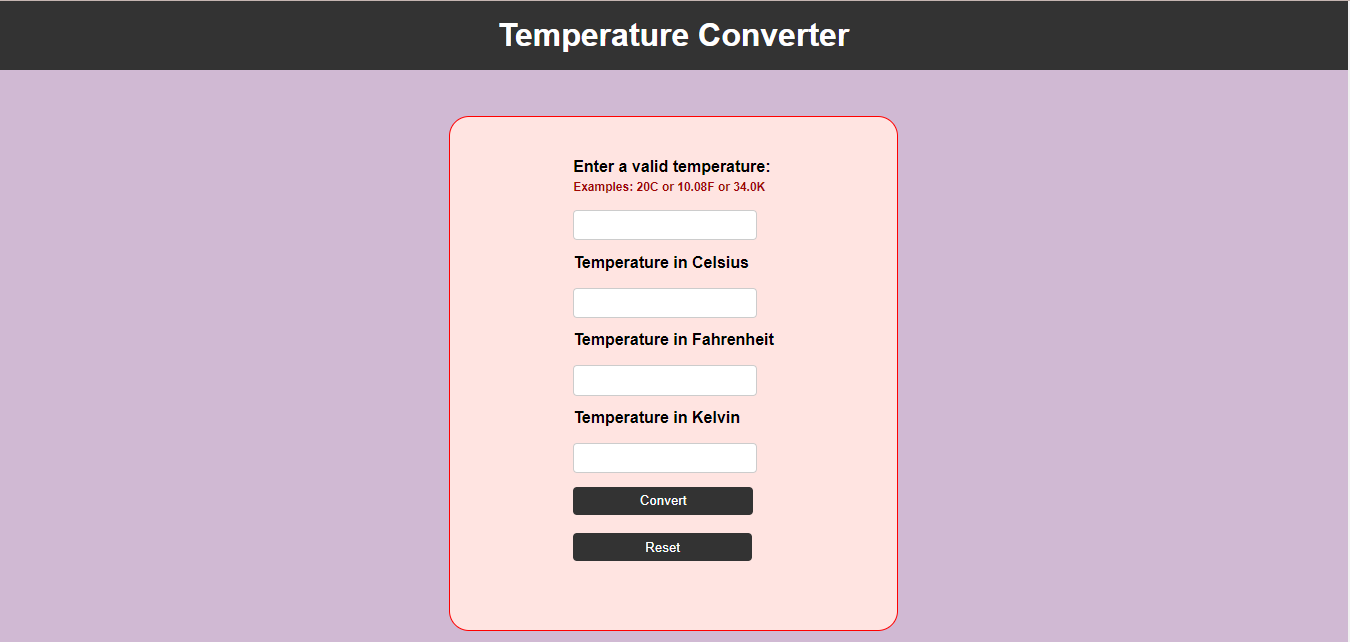 Temperature Converter
Enter a valid temperature:
Examples: 20C or 10.08F or 34.0K
Temperature in Celsius
Temperature in Fahrenheit
Temperature in Kelvin
Convert
Reset